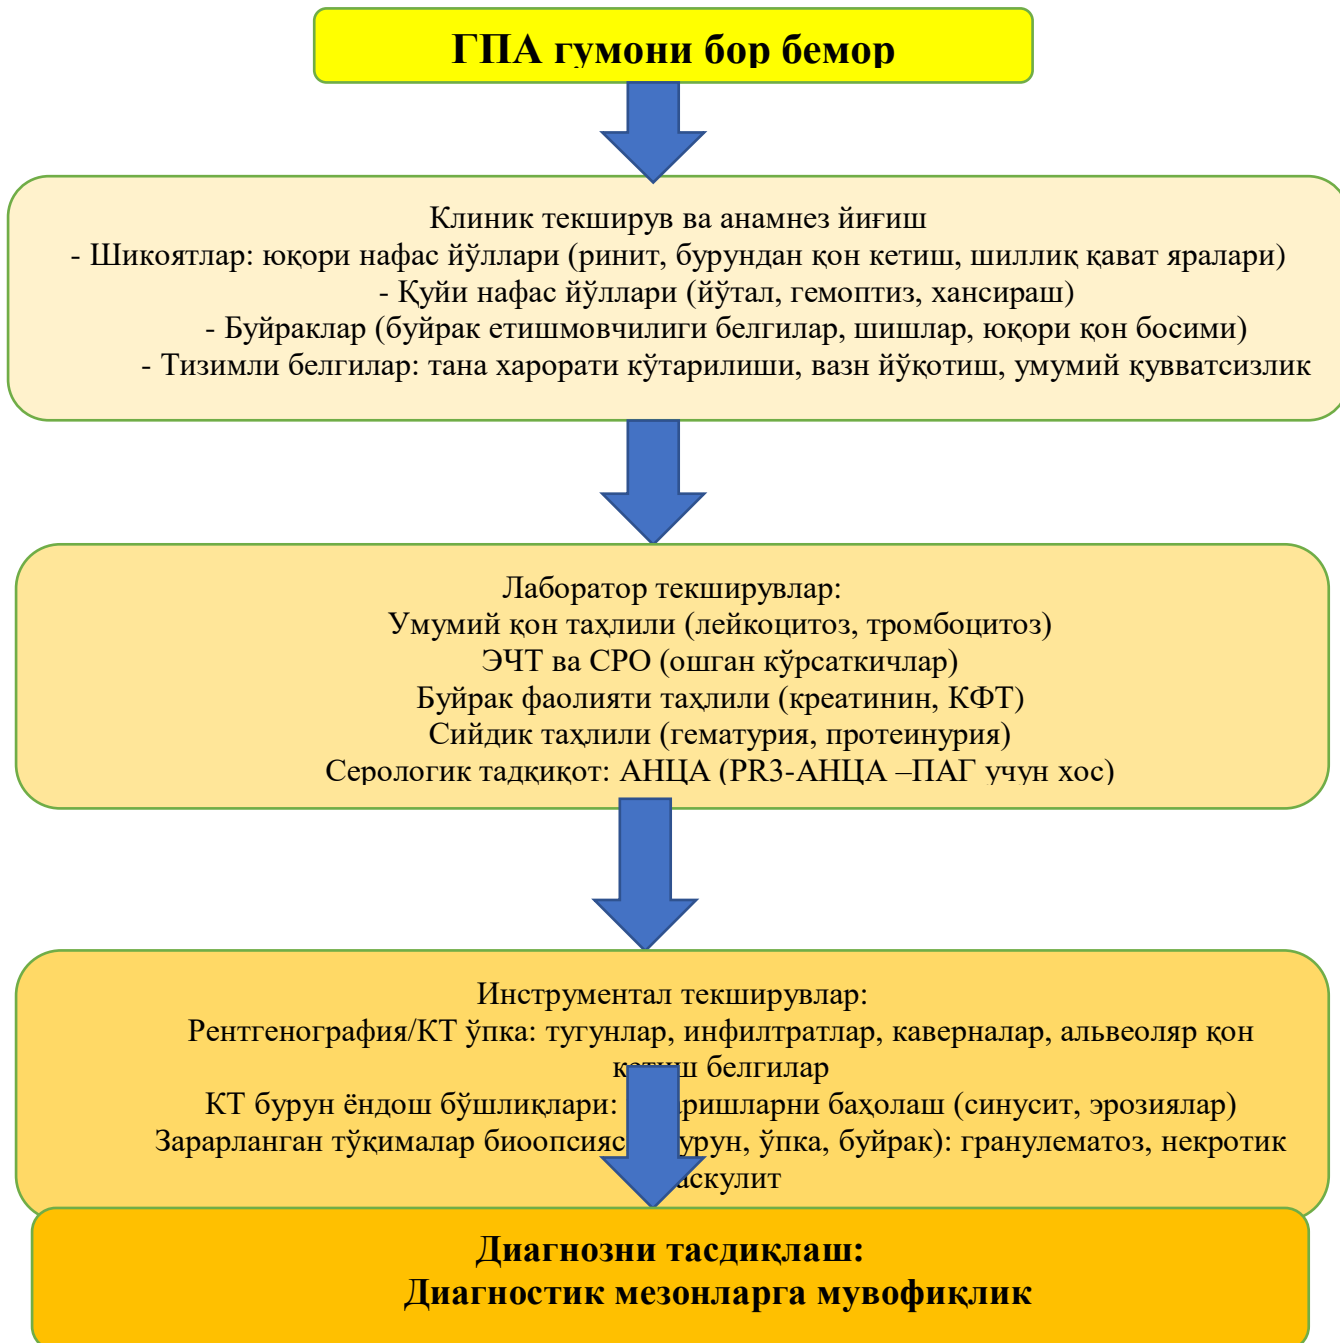 ГПА гумони бор бемор
Клиник текширув ва анамнез йиғиш
- Шикоятлар: юқори нафас йўллари (ринит, бурундан қон кетиш, шиллиқ қават яралари)
- Қуйи нафас йўллари (йўтал, гемоптиз, хансираш)
- Буйраклар (буйрак етишмовчилиги белгилар, шишлар, юқори қон босими)
- Тизимли белгилар: тана харорати кўтарилиши, вазн йўқотиш, умумий қувватсизлик
Лаборатор текширувлар:
Умумий қон таҳлили (лейкоцитоз, тромбоцитоз)
ЭЧТ ва СРО (ошган кўрсаткичлар)
Буйрак фаолияти таҳлили (креатинин, КФТ)
Сийдик таҳлили (гематурия, протеинурия)
Серологик тадқиқот: АНЦА (PR3-АНЦА –ПАГ учун хос)
Инструментал текширувлар:
Рентгенография/КТ ўпка: тугунлар, инфилтратлар, каверналар, альвеоляр қон
белгилар
КТ бурун ёндош бўшлиқлари: баҳолаш (синусит, эрозиялар)
Зарарланган тўқималар ўпка, буйрак): гранулематоз, некротик
Диагнозни тасдиқлаш:
Диагностик мезонларга мувофиқлик